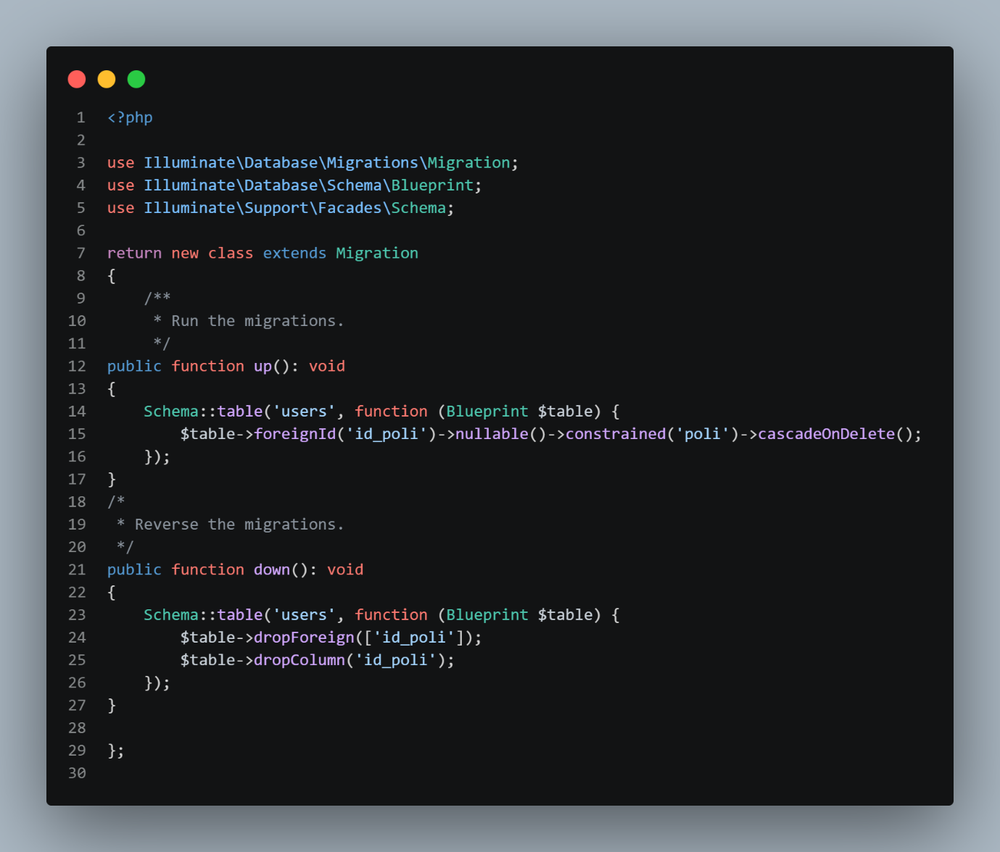 1 <?php
2
3 use Illuminate\Database\Migrations\Migration;
4 use Illuminate\Database\Schema\Blueprint;
5 use Illuminate\Support\Facades\Schema;
6
7 return new class extends Migration
8 {
9     /**
10      * Run the migrations.
11      */
12 public function up(): void
13 {
14     Schema::table('users', function (Blueprint $table) {
15         $table->foreignId('id_poli')->nullable()->constrained('poli')->cascadeOnDelete();
16     });
17 }
18 /*
19  * Reverse the migrations.
20  */
21 public function down(): void
22 {
23     Schema::table('users', function (Blueprint $table) {
24         $table->dropForeign(['id_poli']);
25         $table->dropColumn('id_poli');
26     });
27 }
28
29 };
30